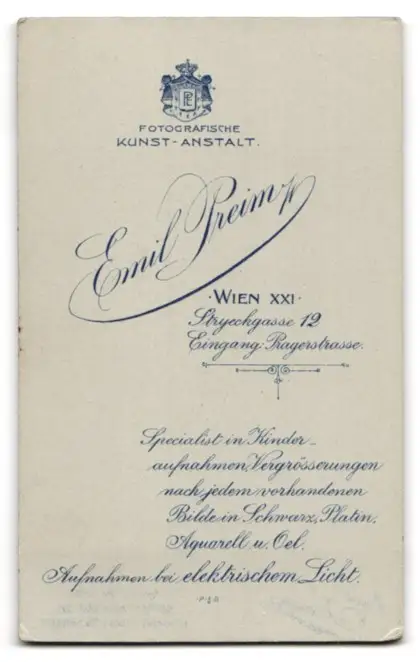 PE
FOTOGRAFISCHE
KUNST-ANSTALT.
Emil Preim
·WIEN XXI·
Stryeckgasse 12
Eingang: Pragerstrasse.
Specialist in Kinder-
aufnahmen, Vergrösserungen
nach jedem vorhandenen
Bilde in Schwarz, Platin,
Aquarell u. Oel.
Aufnahmen bei elektrischem Licht.